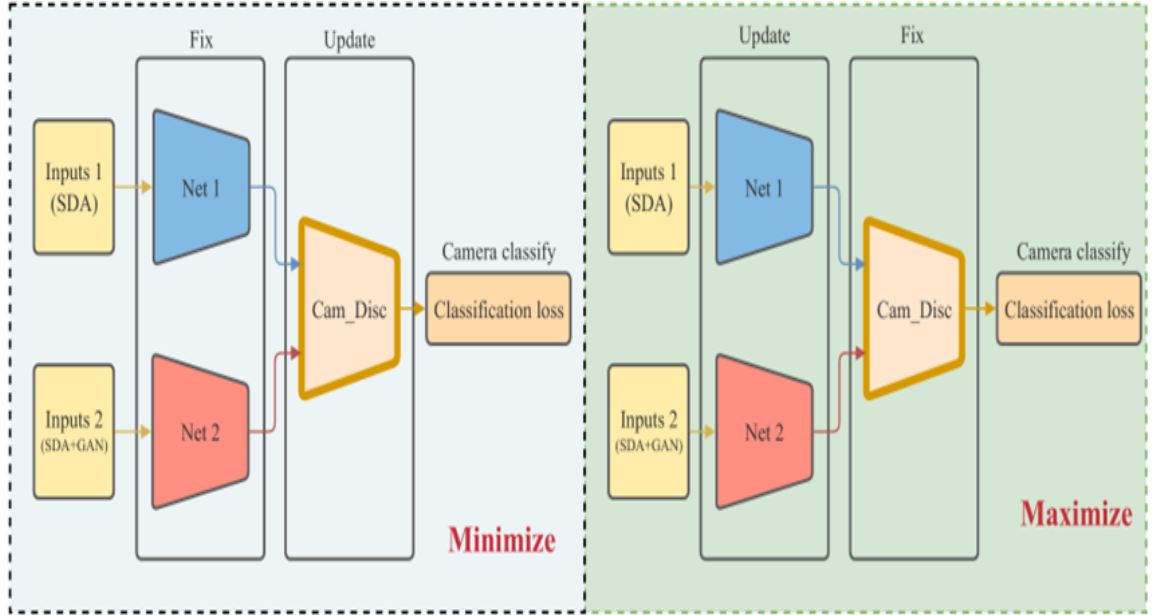 Fix
Update
Inputs 1
(SDA)
Net 1
Cam_Disc
Camera classify
Classification loss
Inputs 2
(SDA+GAN)
Net 2
Minimize
Update
Fix
Inputs 1
(SDA)
Net 1
Cam_Disc
Camera classify
Classification loss
Inputs 2
(SDA+GAN)
Net 2
Maximize